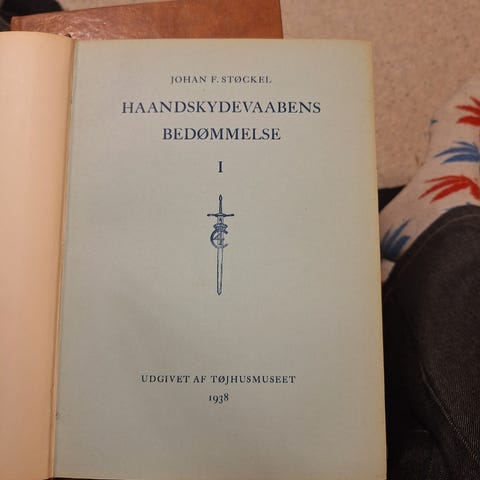 JOHAN F. STØCKEL
HAANDSKYDEVAABENS
BEDØMMELSE
I
UDGIVET AF TØJHUSMUSEET
1938